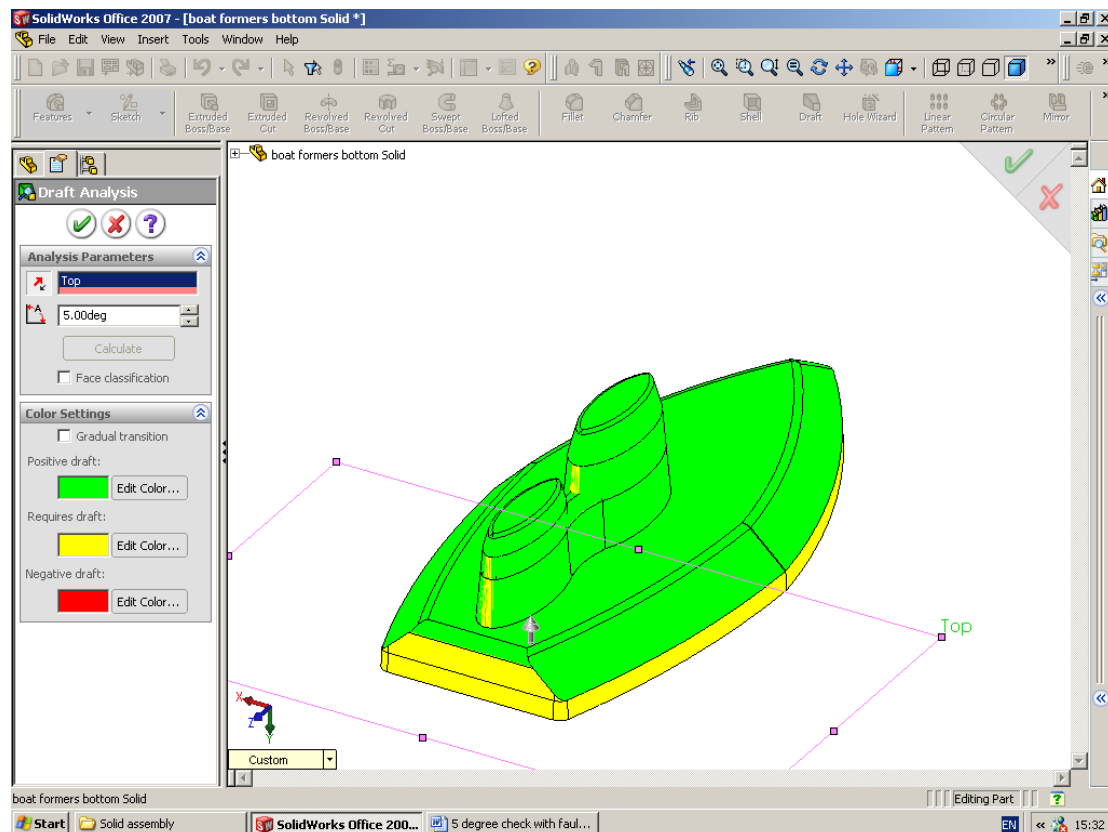 SolidWorks Office 2007 - [boat formers bottom Solid *]
File Edit View Insert Tools Window Help
Features Sketch Extruded Boss/Base Extruded Cut Revolved Boss/Base Revolved Cut Swept Boss/Base Lofted Boss/Base Fillet Chamfer Rib Shell Draft Hole Wizard Linear Pattern Circular Pattern Mirror
boat formers bottom Solid
Draft Analysis
Analysis Parameters
Top
5.00deg
Calculate
Face classification
Color Settings
Gradual transition
Positive draft:
Edit Color...
Requires draft:
Edit Color...
Negative draft:
Edit Color...
Top
X
Z
Y
Custom
boat formers bottom Solid
Editing Part
Start
Solid assembly
SolidWorks Office 200...
5 degree check with faul...
EN
15:32